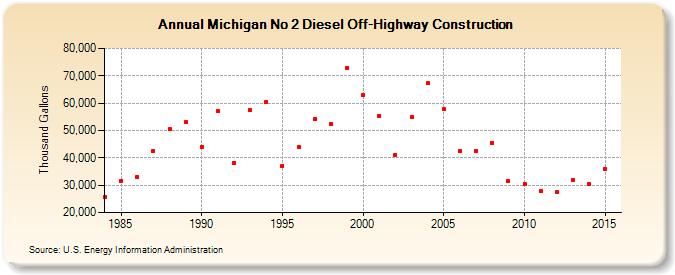 Annual Michigan No 2 Diesel Off-Highway Construction
Thousand Gallons
80,000
70,000
60,000
50,000
40,000
30,000
20,000
1985 1990 1995 2000 2005 2010 2015
Source: U.S. Energy Information Administration